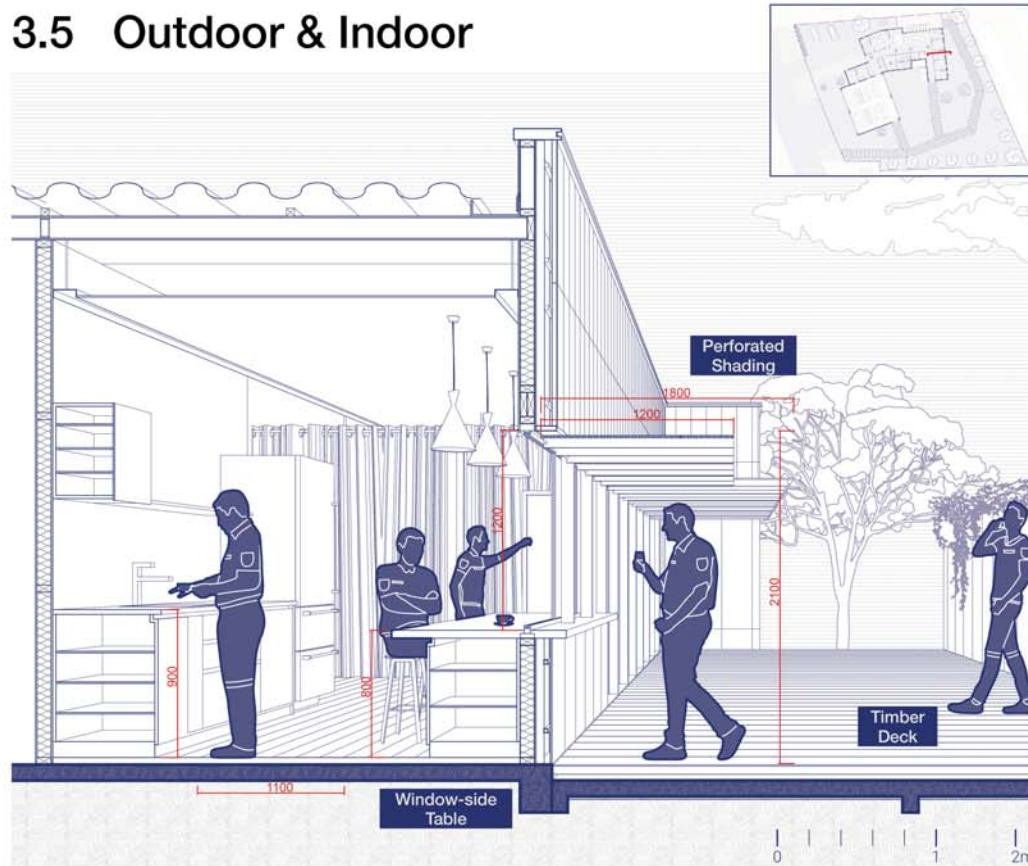 3.5 Outdoor & Indoor
Perforated
Shading
1800
1200
1200
2100
900
800
Timber
Deck
1100
Window-side
Table
0
1
2m